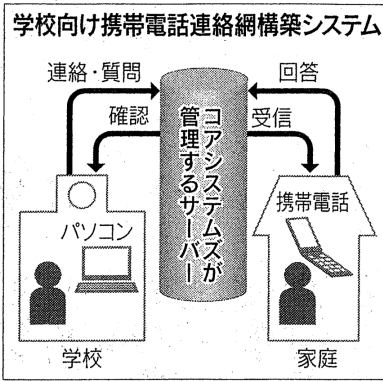 学校向け携帯電話連絡網構築システム
連絡・質問
回答
確認
受信
コアシステムズが
管理するサーバー
パソコン
携帯電話
学校
家庭